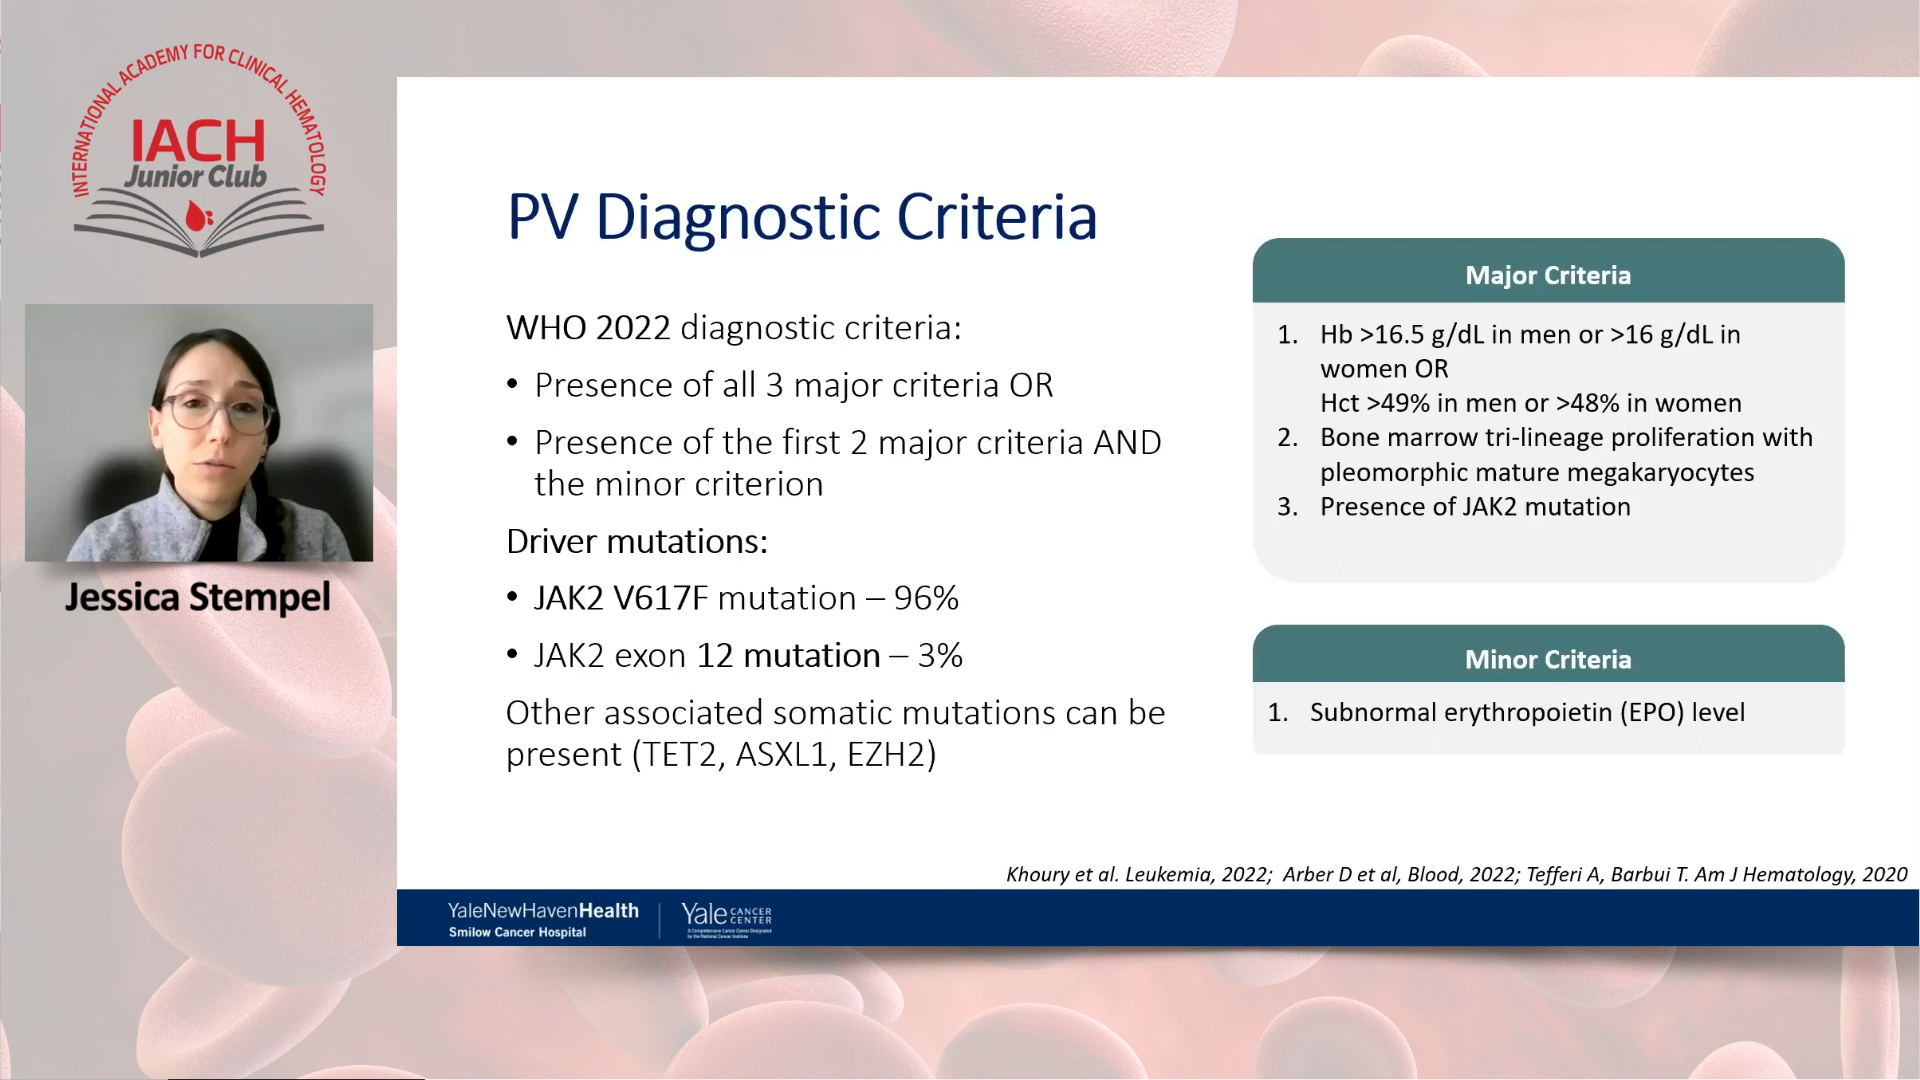 INTERNATIONAL ACADEMY FOR CLINICAL HEMATOLOGY
IACH
Junior Club
Jessica Stempel
PV Diagnostic Criteria
WHO 2022 diagnostic criteria:
• Presence of all 3 major criteria OR
• Presence of the first 2 major criteria AND
the minor criterion
Driver mutations:
• JAK2 V617F mutation – 96%
• JAK2 exon 12 mutation – 3%
Other associated somatic mutations can be
present (TET2, ASXL1, EZH2)
Major Criteria
1. Hb >16.5 g/dL in men or >16 g/dL in
women OR
Hct >49% in men or >48% in women
2. Bone marrow tri-lineage proliferation with
pleomorphic mature megakaryocytes
3. Presence of JAK2 mutation
Minor Criteria
1. Subnormal erythropoietin (EPO) level
Khoury et al. Leukemia, 2022; Arber D et al, Blood, 2022; Tefferi A, Barbui T. Am J Hematology, 2020
YaleNewHavenHealth
Smilow Cancer Hospital
Yale CANCER
CENTER
A Comprehensive Cancer Center Designated
by the National Cancer Institute